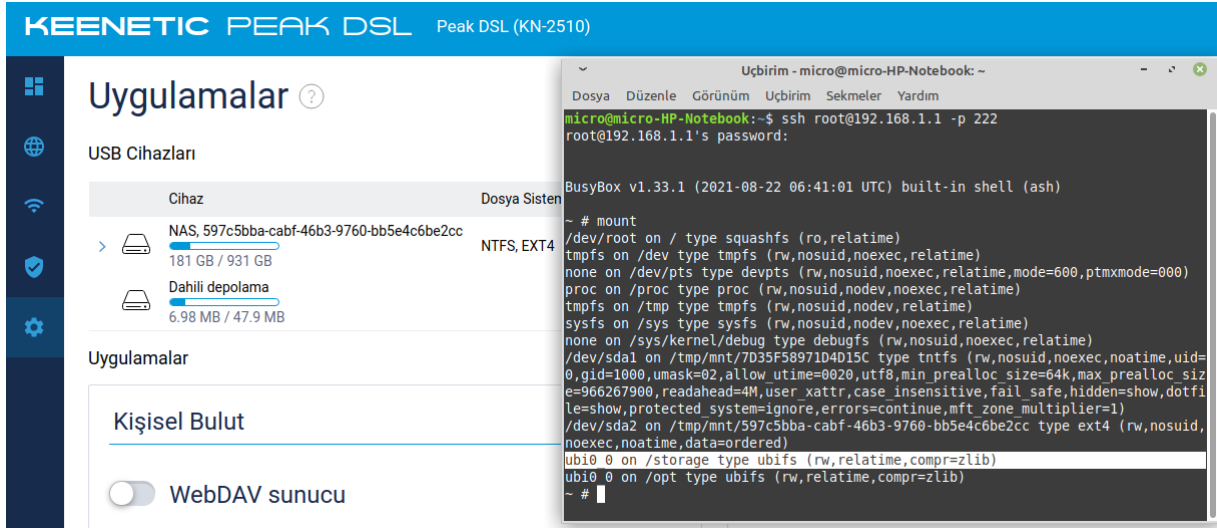 KEENETIC PEAK DSL Peak DSL (KN-2510)
Uygulamalar ?
USB Cihazları
Cihaz Dosya Sisten
NAS, 597c5bba-cabf-46b3-9760-bb5e4c6be2cc
NTFS, EXT4
181 GB / 931 GB
Dahili depolama
6.98 MB / 47.9 MB
Uygulamalar
Kişisel Bulut
WebDAV sunucu
Uçbirim - micro@micro-HP-Notebook: ~
Dosya Düzenle Görünüm Uçbirim Sekmeler Yardım
micro@micro-HP-Notebook:~$ ssh root@192.168.1.1 -p 222
root@192.168.1.1's password:
BusyBox v1.33.1 (2021-08-22 06:41:01 UTC) built-in shell (ash)
~ # mount
/dev/root on / type squashfs (ro,relatime)
tmpfs on /dev type tmpfs (rw,nosuid,noexec,relatime)
none on /dev/pts type devpts (rw,nosuid,noexec,relatime,mode=600,ptmxmode=000)
proc on /proc type proc (rw,nosuid,nodev,noexec,relatime)
tmpfs on /tmp type tmpfs (rw,nosuid,nodev,relatime)
sysfs on /sys type sysfs (rw,nosuid,nodev,noexec,relatime)
none on /sys/kernel/debug type debugfs (rw,nosuid,noexec,relatime)
/dev/sda1 on /tmp/mnt/7D35F58971D4D15C type tntfs (rw,nosuid,noexec,noatime,uid=
0,gid=1000,umask=02,allow_utime=0020,utf8,min_prealloc_size=64k,max_prealloc_siz
e=966267900,readahead=4M,user_xattr,case_insensitive,fail_safe,hidden=show,dotfi
le=show,protected_system=ignore,errors=continue,mft_zone_multiplier=1)
/dev/sda2 on /tmp/mnt/597c5bba-cabf-46b3-9760-bb5e4c6be2cc type ext4 (rw,nosuid,
noexec,noatime,data=ordered)
ubi0_0 on /storage type ubifs (rw,relatime,compr=zlib)
ubi0_0 on /opt type ubifs (rw,relatime,compr=zlib)
~ #